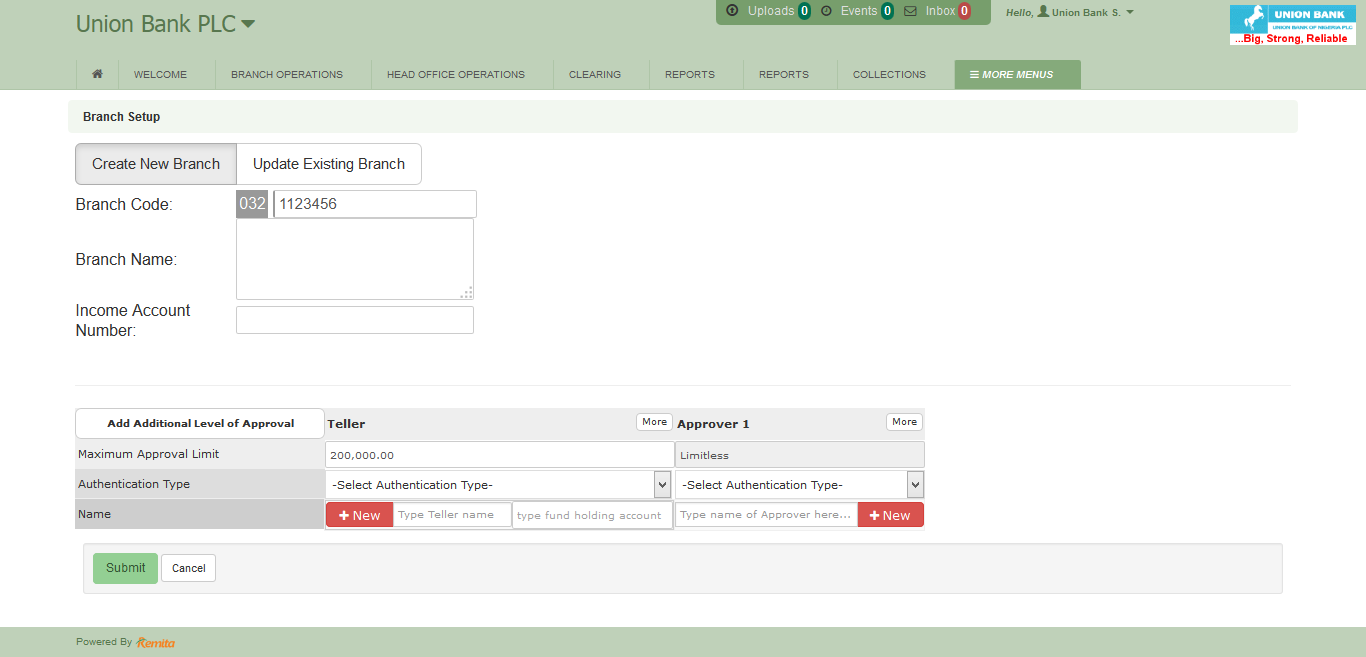 Union Bank PLC
Uploads 0 Events 0 Inbox 0
Hello, Union Bank S.
UNION BANK
UNION BANK OF NIGERIA PLC
...Big, Strong, Reliable
WELCOME BRANCH OPERATIONS HEAD OFFICE OPERATIONS CLEARING REPORTS REPORTS COLLECTIONS MORE MENUS
Branch Setup
Create New Branch Update Existing Branch
Branch Code: 032 1123456
Branch Name:
Income Account
Number:
Add Additional Level of Approval Teller More Approver 1 More
Maximum Approval Limit 200,000.00 Limitless
Authentication Type -Select Authentication Type- -Select Authentication Type-
Name + New Type Teller name type fund holding account Type name of Approver here... + New
Submit Cancel
Powered By Remita